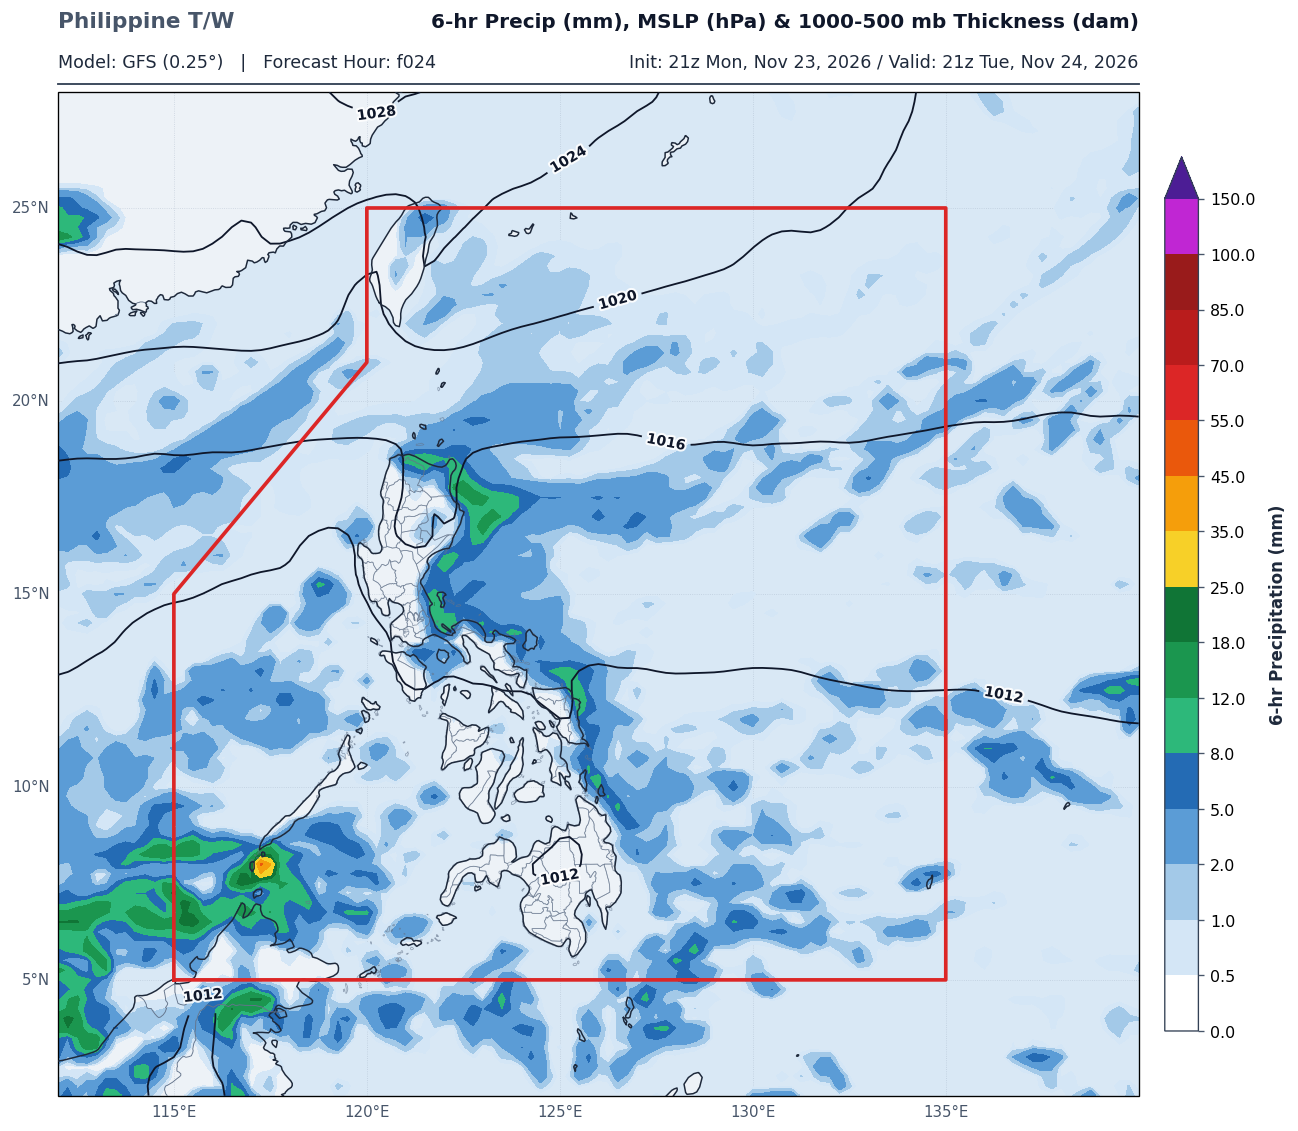 Philippine T/W
6-hr Precip (mm), MSLP (hPa) & 1000-500 mb Thickness (dam)
Model: GFS (0.25°) | Forecast Hour: f024
Init: 21z Mon, Nov 23, 2026 / Valid: 21z Tue, Nov 24, 2026
1028
1024
1020
1016
1012
1012
1012
25°N
20°N
15°N
10°N
5°N
115°E
120°E
125°E
130°E
135°E
150.0
100.0
85.0
70.0
55.0
45.0
35.0
25.0
18.0
12.0
8.0
5.0
2.0
1.0
0.5
0.0
6-hr Precipitation (mm)